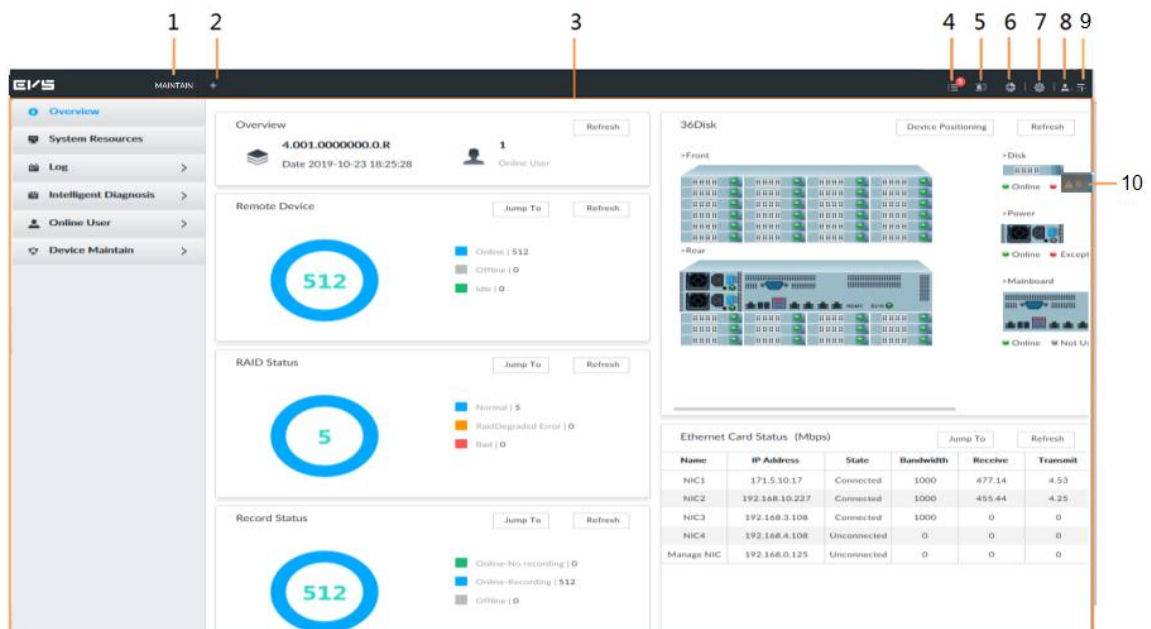 1 2 3 4 5 6 7 8 9
EVS MAINTAIN +
Overview
System Resources
Log >
Intelligent Diagnosis >
Online User >
Device Maintain >
Overview Refresh
4.001.0000000.0.R
Date 2019-10-23 18:25:28
1
Online User
Remote Device Jump To Refresh
512
Online | 512
Offline | 0
Idle | 0
RAID Status Jump To Refresh
5
Normal | 5
RaidDegraded Error | 0
Bad | 0
Record Status Jump To Refresh
512
Online-No recording | 0
Online-Recording | 512
Offline | 0
36Disk Device Positioning Refresh
>Front
>Rear
>Disk
Online
10
>Power
Online Except
>Mainboard
Online Not Us
Ethernet Card Status (Mbps) Jump To Refresh
Name IP Address State Bandwidth Receive Transmit
NIC1 171.5.10.17 Connected 1000 477.14 4.53
NIC2 192.168.10.227 Connected 1000 455.44 4.25
NIC3 192.168.3.108 Connected 1000 0 0
NIC4 192.168.4.108 Unconnected 0 0 0
Manage NIC 192.168.0.125 Unconnected 0 0 0